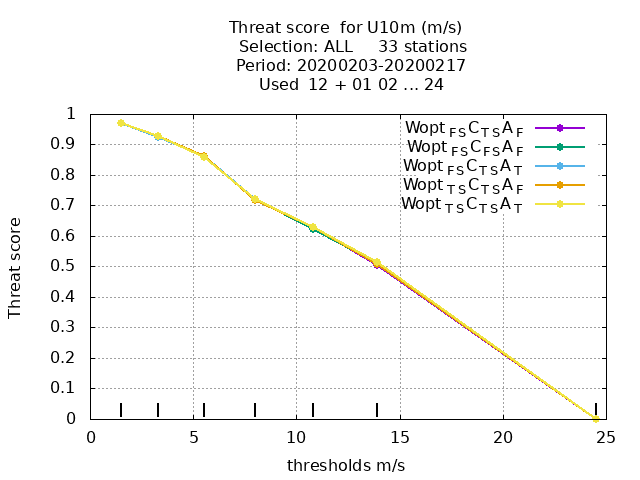 Threat score  for U10m (m/s)
Selection: ALL     33 stations
Period: 20200203-20200217
Used  12 + 01 02 ... 24
Threat score
1
0.9
0.8
0.7
0.6
0.5
0.4
0.3
0.2
0.1
0
Wopt FS C TS A F
Wopt FS C FS A F
Wopt FS C TS A T
Wopt TS C TS A F
Wopt TS C TS A T
0 5 10 15 20 25
thresholds m/s